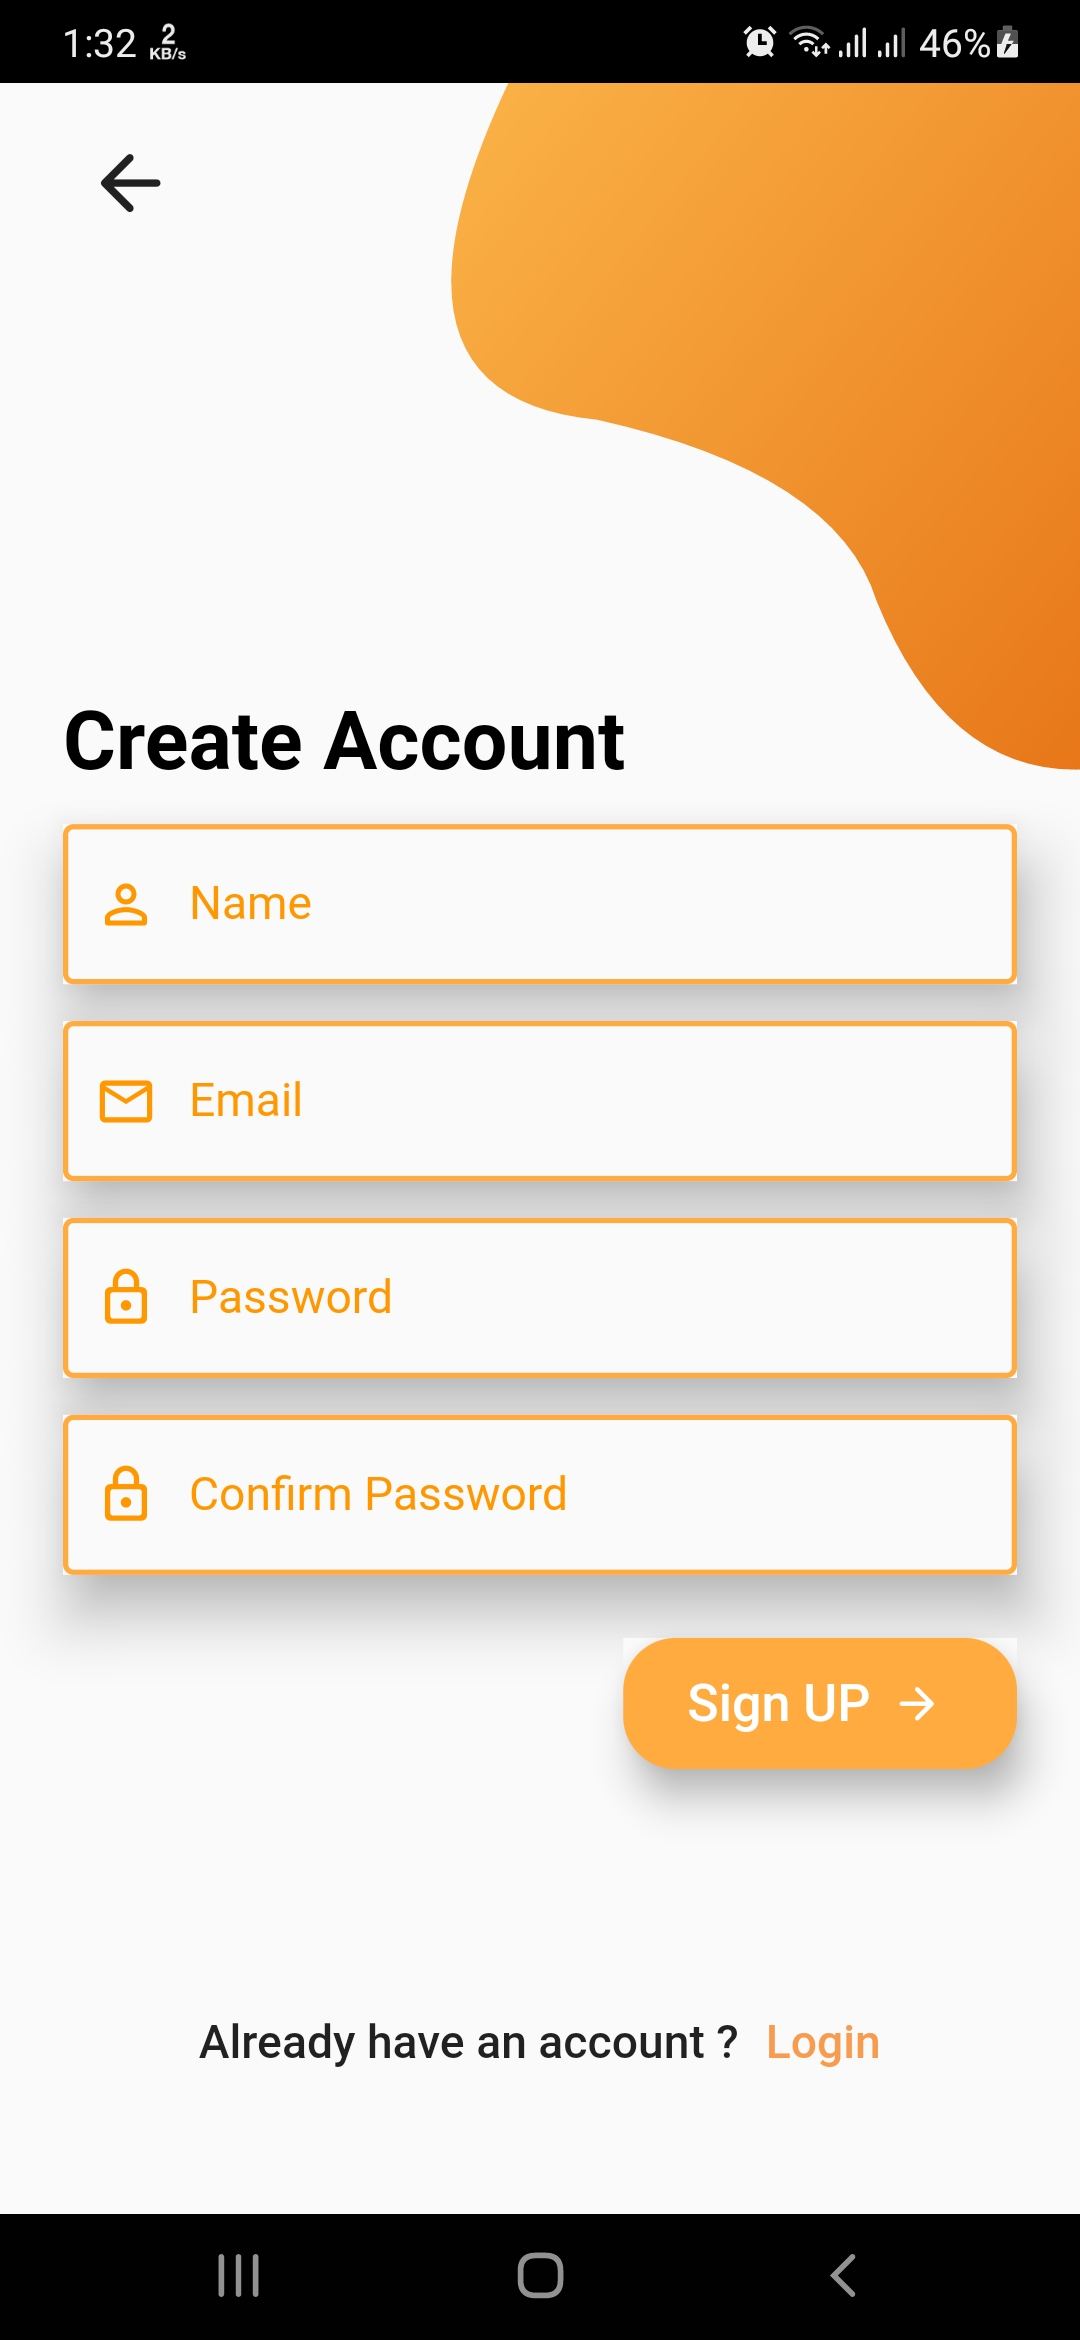 1:32 2 KB/s 46%
Create Account
Name
Email
Password
Confirm Password
Sign UP
Already have an account ? Login